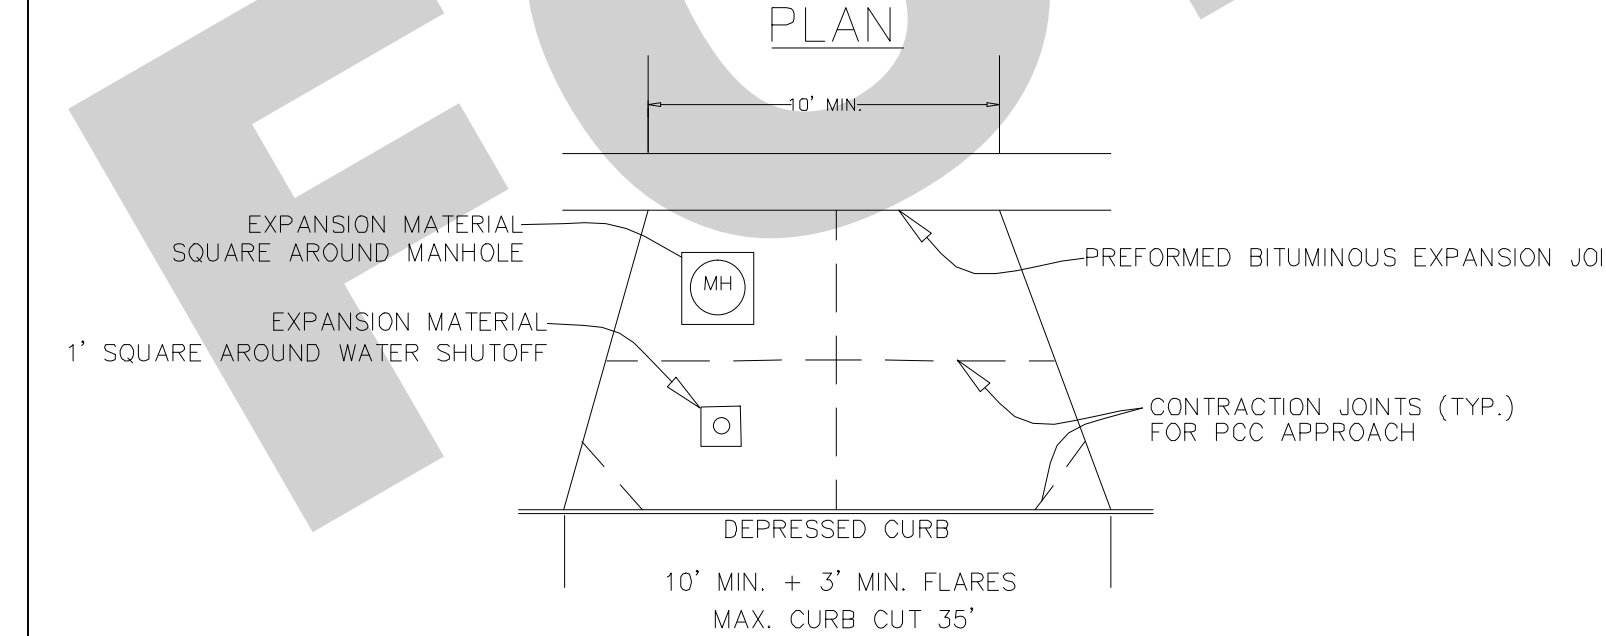 PLAN
10' MIN.
EXPANSION MATERIAL
SQUARE AROUND MANHOLE
MH
PREFORMED BITUMINOUS EXPANSION
EXPANSION MATERIAL
1' SQUARE AROUND WATER SHUTOFF
CONTRACTION JOINTS (TYP.)
FOR PCC APPROACH
DEPRESSED CURB
10' MIN. + 3' MIN. FLARES
MAX. CURB CUT 35'